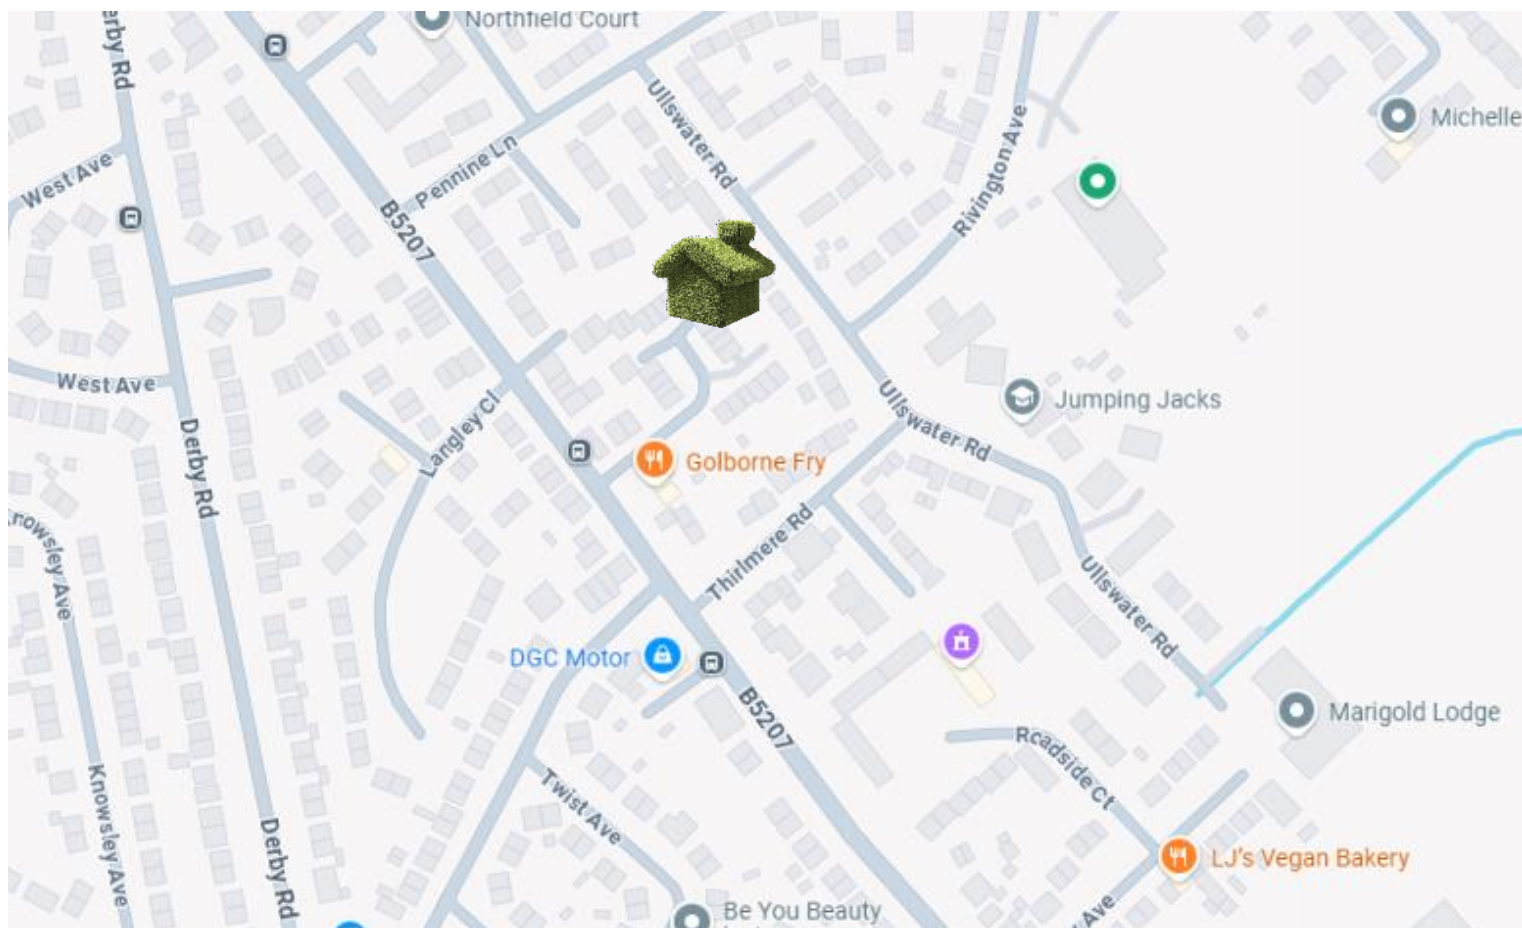 Northfield Court
erby Rd
Ullswater Rd
Michelle
Pennine Ln
Rivington Ave
West Ave
B5207
West Ave
Langley Cl
Ullswater Rd
Jumping Jacks
Derby Rd
Golborne Fry
Knowsley Ave
Thirlmere Rd
Ullswater Rd
DGC Motor
B5207
Marigold Lodge
Roadside Ct
Twist Ave
Knowsley Ave
Derby Rd
LJ's Vegan Bakery
Be You Beauty
Ave